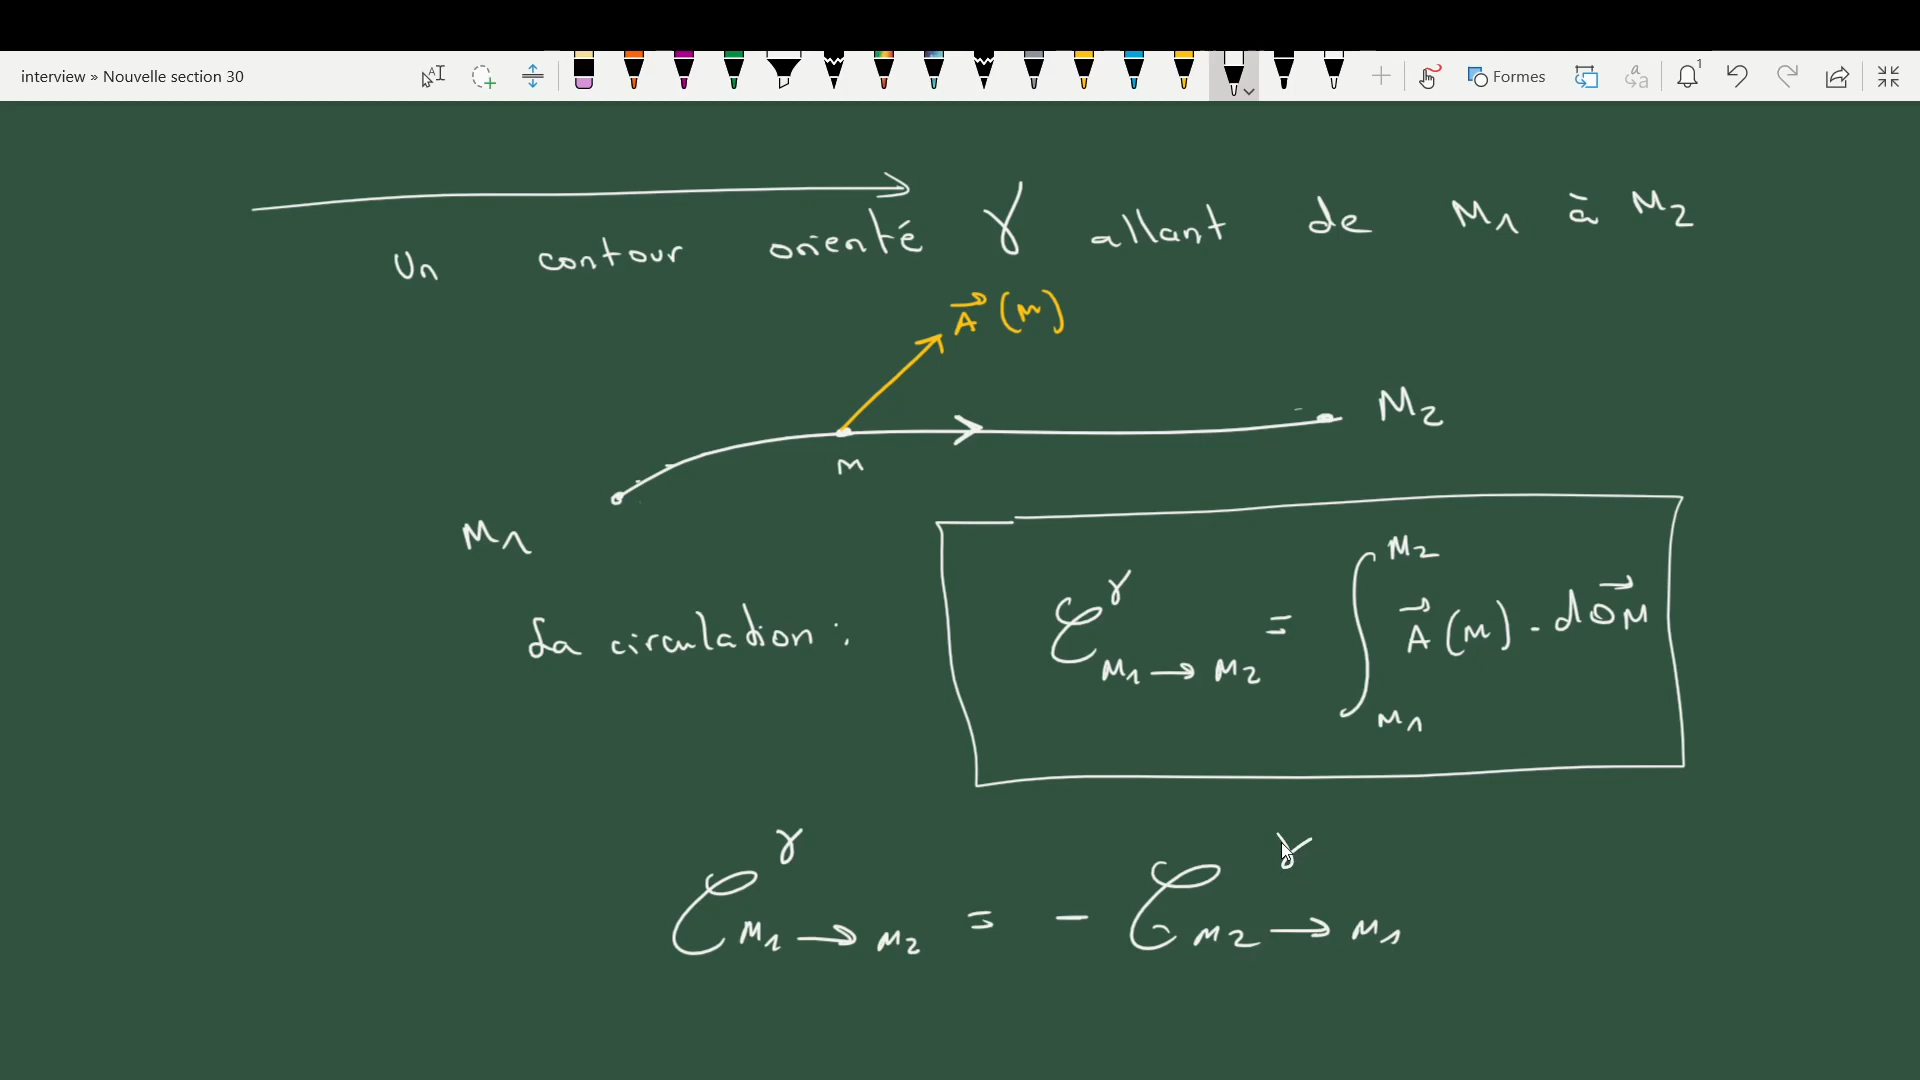 interview » Nouvelle section 30
Formes
1
Un contour orienté γ allant de M1 à M2
A⃗ (M)
M2
M
M1
La circulation : 𝒞^γ_{M1 → M2} = ∫_{M1}^{M2} A⃗ (M) . dOM⃗
𝒞^γ_{M1 → M2} = - 𝒞^γ_{M2 → M1}